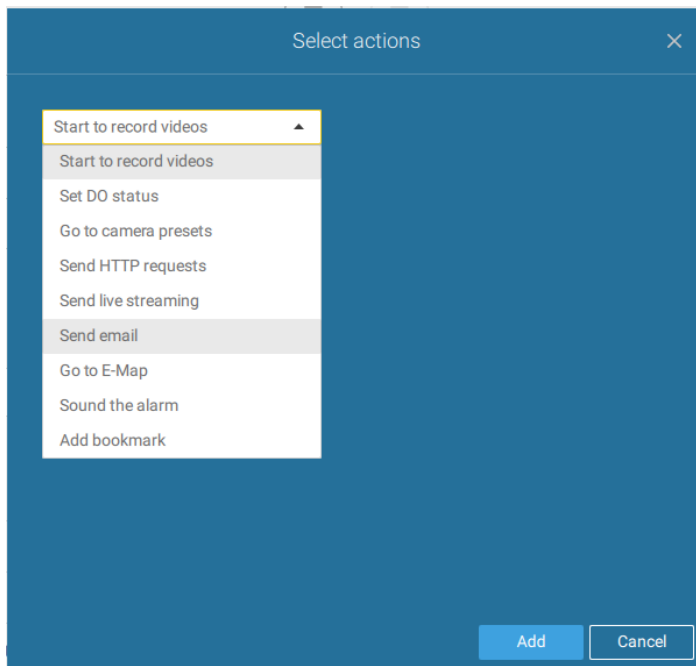 Select actions
Start to record videos
Start to record videos
Set DO status
Go to camera presets
Send HTTP requests
Send live streaming
Send email
Go to E-Map
Sound the alarm
Add bookmark
Add
Cancel